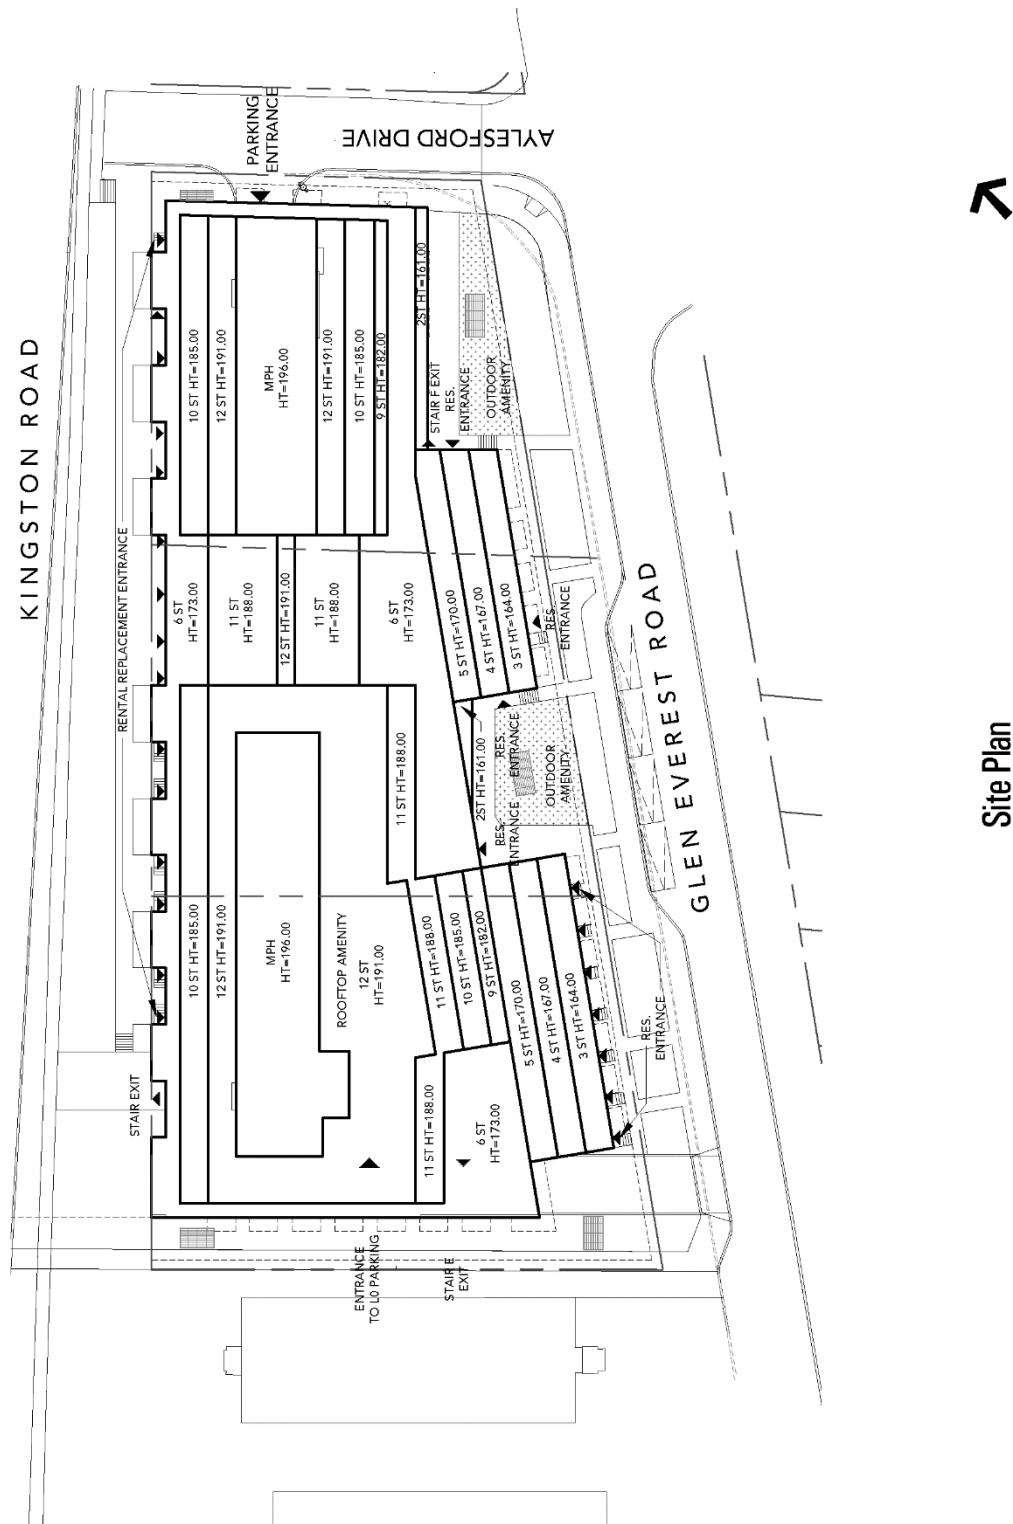 AYLESFORD DRIVE
PARKING
ENTRANCE
KINGSTON ROAD
RENTAL REPLACEMENT ENTRANCE
10 ST HT=185.00
12 ST HT=191.00
MPH
HT=196.00
12 ST HT=191.00
10 ST HT=185.00
9 ST HT=182.00
2ST HT=161.00
STAIR F EXIT
RES.
ENTRANCE
OUTDOOR
AMENITY
6 ST
HT=173.00
11 ST
HT=188.00
12 ST HT=191.00
11 ST
HT=188.00
6 ST
HT=173.00
5 ST HT=170.00
4 ST HT=167.00
3 ST HT=164.00
RES.
ENTRANCE
GLEN EVEREST ROAD
11 ST HT=188.00
2ST HT=161.00
RES.
ENTRANCE
RES.
ENTRANCE
OUTDOOR
AMENITY
10 ST HT=185.00
12 ST HT=191.00
MPH
HT=196.00
ROOFTOP AMENITY
12 ST
HT=191.00
11 ST HT=188.00
10 ST HT=185.00
9 ST HT=182.00
5 ST HT=170.00
4 ST HT=167.00
3 ST HT=164.00
RES.
ENTRANCE
STAIR EXIT
11 ST HT=188.00
6 ST
HT=173.00
ENTRANCE
TO L0 PARKING
STAIR E
EXIT
Site Plan